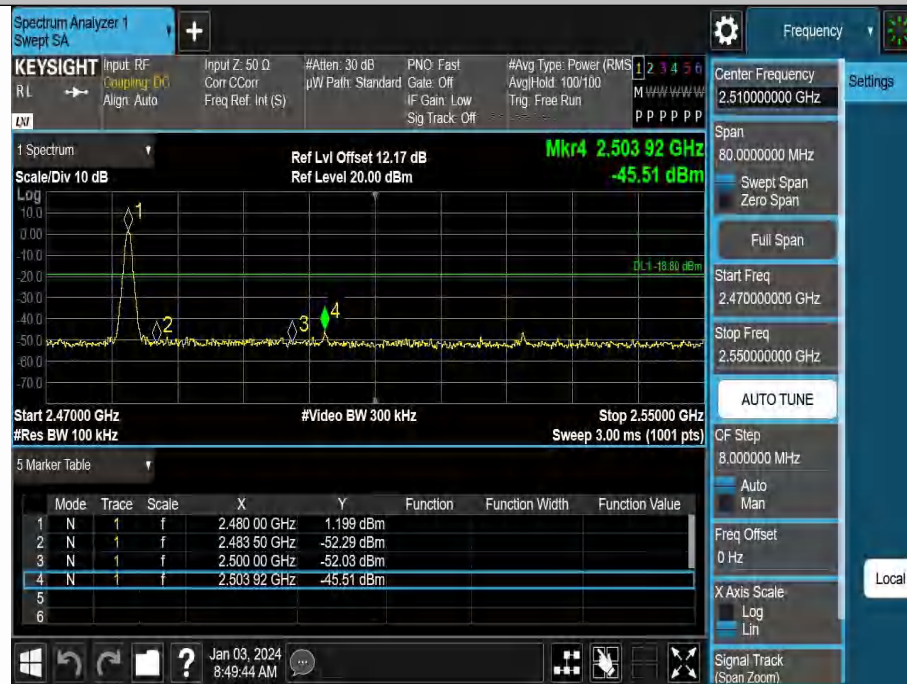 Spectrum Analyzer 1
Swept SA
+
Frequency
KEYSIGHT Input: RF Input Z: 50 Ω #Atten: 30 dB PNO: Fast #Avg Type: Power (RMS 1 2 3 4 5 6
RL Coupling: DC Corr CCorr µW Path: Standard Gate: Off Avg|Hold: 100/100 M W W W W W
Align: Auto Freq Ref: Int (S) IF Gain: Low Trig: Free Run
LXI Sig Track: Off P P P P P P
1 Spectrum Ref Lvl Offset 12.17 dB Mkr4 2.503 92 GHz
Scale/Div 10 dB Ref Level 20.00 dBm -45.51 dBm
Log
10.0
0.00
-10.0
-20.0
-30.0
-40.0
-50.0
-60.0
-70.0
1
2
3
4
DL1 -18.80 dBm
Start 2.47000 GHz #Video BW 300 kHz Stop 2.55000 GHz
#Res BW 100 kHz Sweep 3.00 ms (1001 pts)
5 Marker Table
Mode Trace Scale X Y Function Function Width Function Value
1 N 1 f 2.480 00 GHz 1.199 dBm
2 N 1 f 2.483 50 GHz -52.29 dBm
3 N 1 f 2.500 00 GHz -52.03 dBm
4 N 1 f 2.503 92 GHz -45.51 dBm
5
6
? Jan 03, 2024
8:49:44 AM
Center Frequency
2.510000000 GHz
Span
80.0000000 MHz
Swept Span
Zero Span
Full Span
Start Freq
2.470000000 GHz
Stop Freq
2.550000000 GHz
AUTO TUNE
CF Step
8.000000 MHz
Auto
Man
Freq Offset
0 Hz
X Axis Scale
Log
Lin
Signal Track
(Span Zoom)
Settings
Local